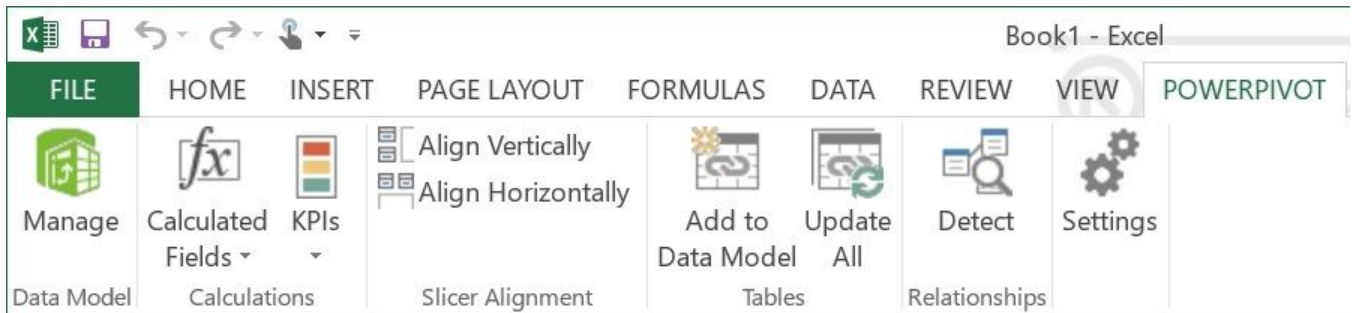 Book1 - Excel
FILE HOME INSERT PAGE LAYOUT FORMULAS DATA REVIEW VIEW POWERPIVOT
Manage
Calculated
Fields
KPIs
Align Vertically
Align Horizontally
Add to
Data Model
Update
All
Detect
Settings
Data Model Calculations Slicer Alignment Tables Relationships